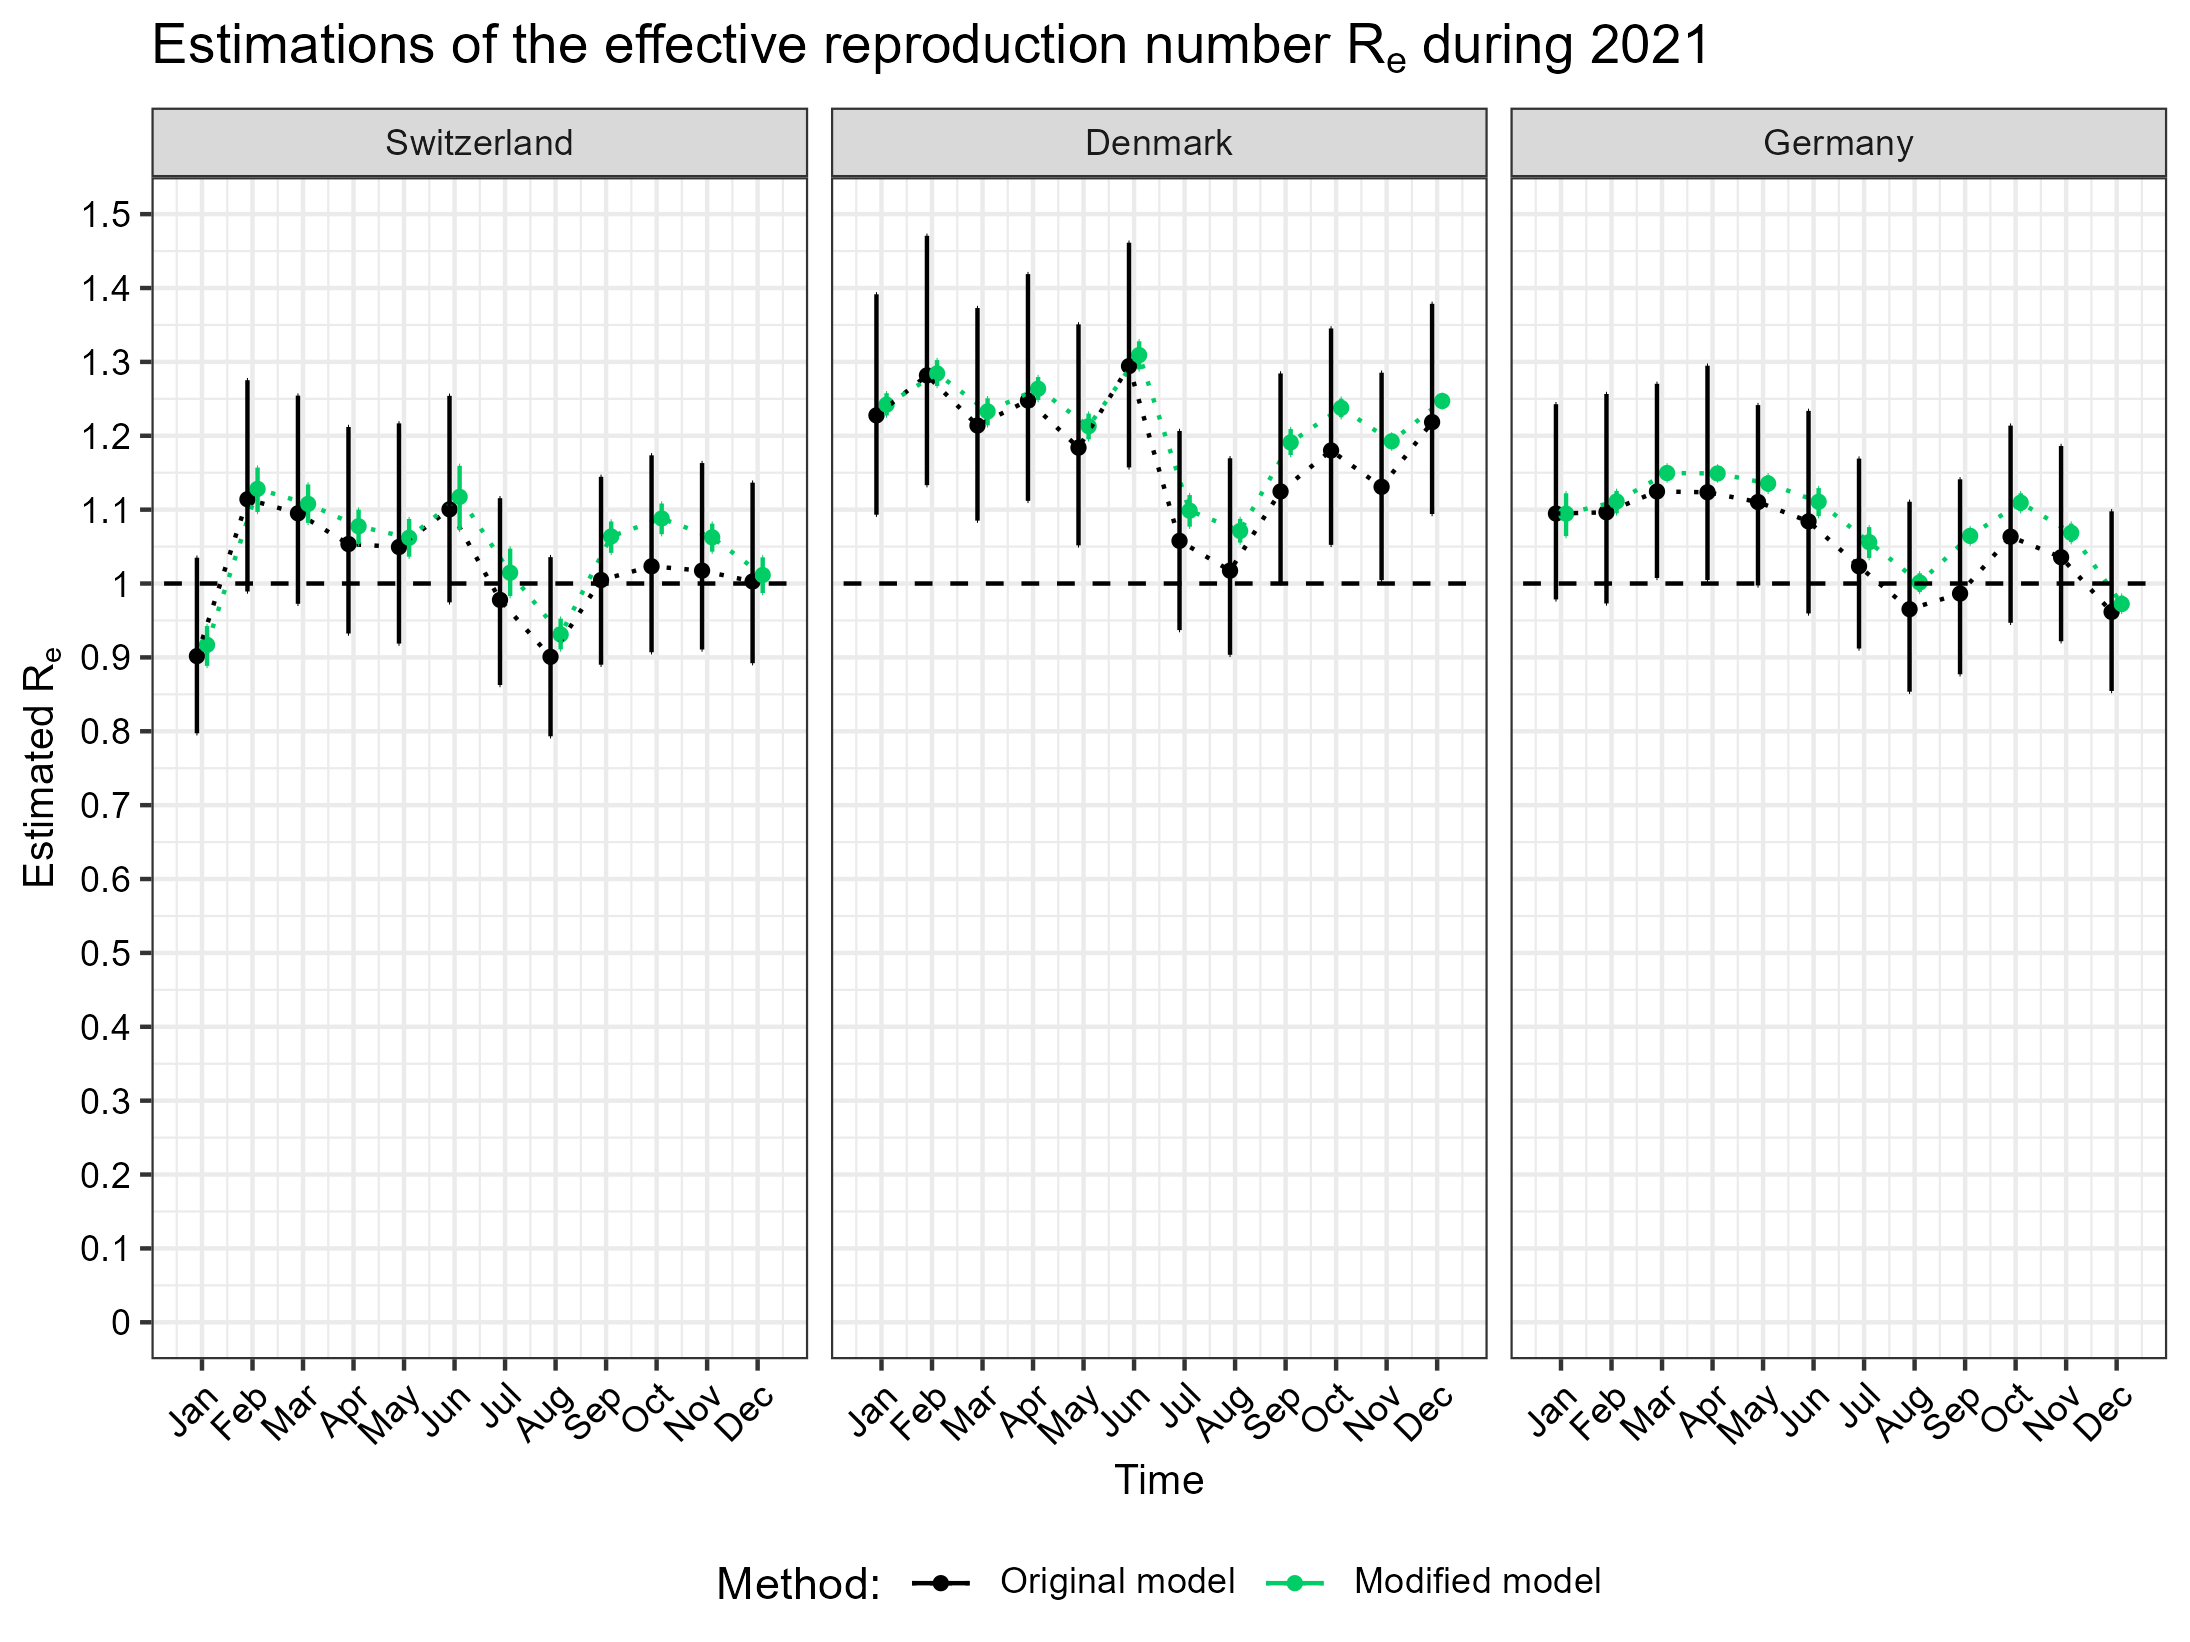 Estimations of the effective reproduction number Re during 2021
Switzerland
Denmark
Germany
Estimated Re
1.5
1.4
1.3
1.2
1.1
1
0.9
0.8
0.7
0.6
0.5
0.4
0.3
0.2
0.1
0
Jan Feb Mar Apr May Jun Jul Aug Sep Oct Nov Dec
Jan Feb Mar Apr May Jun Jul Aug Sep Oct Nov Dec
Jan Feb Mar Apr May Jun Jul Aug Sep Oct Nov Dec
Time
Method: Original model Modified model